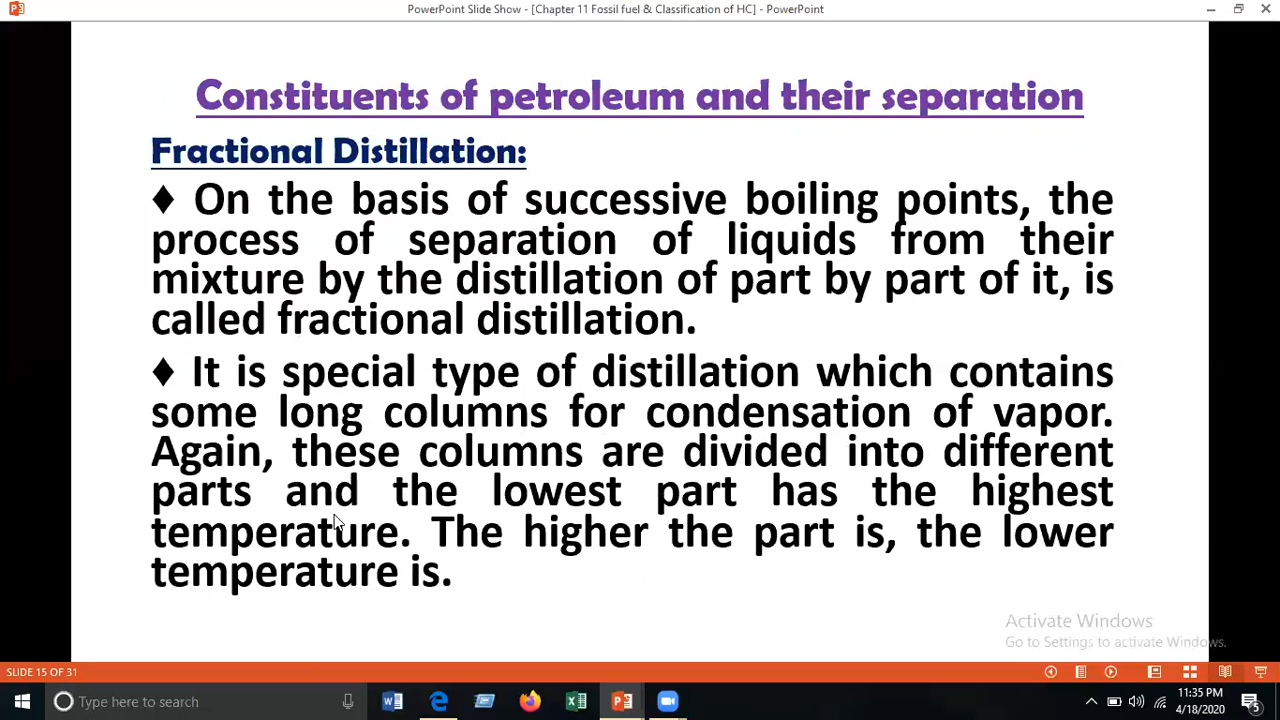 PowerPoint Slide Show - [Chapter 11 Fossil fuel & Classification of HC] - PowerPoint
Constituents of petroleum and their separation
Fractional Distillation:
♦ On the basis of successive boiling points, the
process of separation of liquids from their
mixture by the distillation of part by part of it, is
called fractional distillation.
♦ It is special type of distillation which contains
some long columns for condensation of vapor.
Again, these columns are divided into different
parts and the lowest part has the highest
temperature. The higher the part is, the lower
temperature is.
Activate Windows
Go to Settings to activate Windows.
SLIDE 15 OF 31
Type here to search
11:35 PM
4/18/2020
5